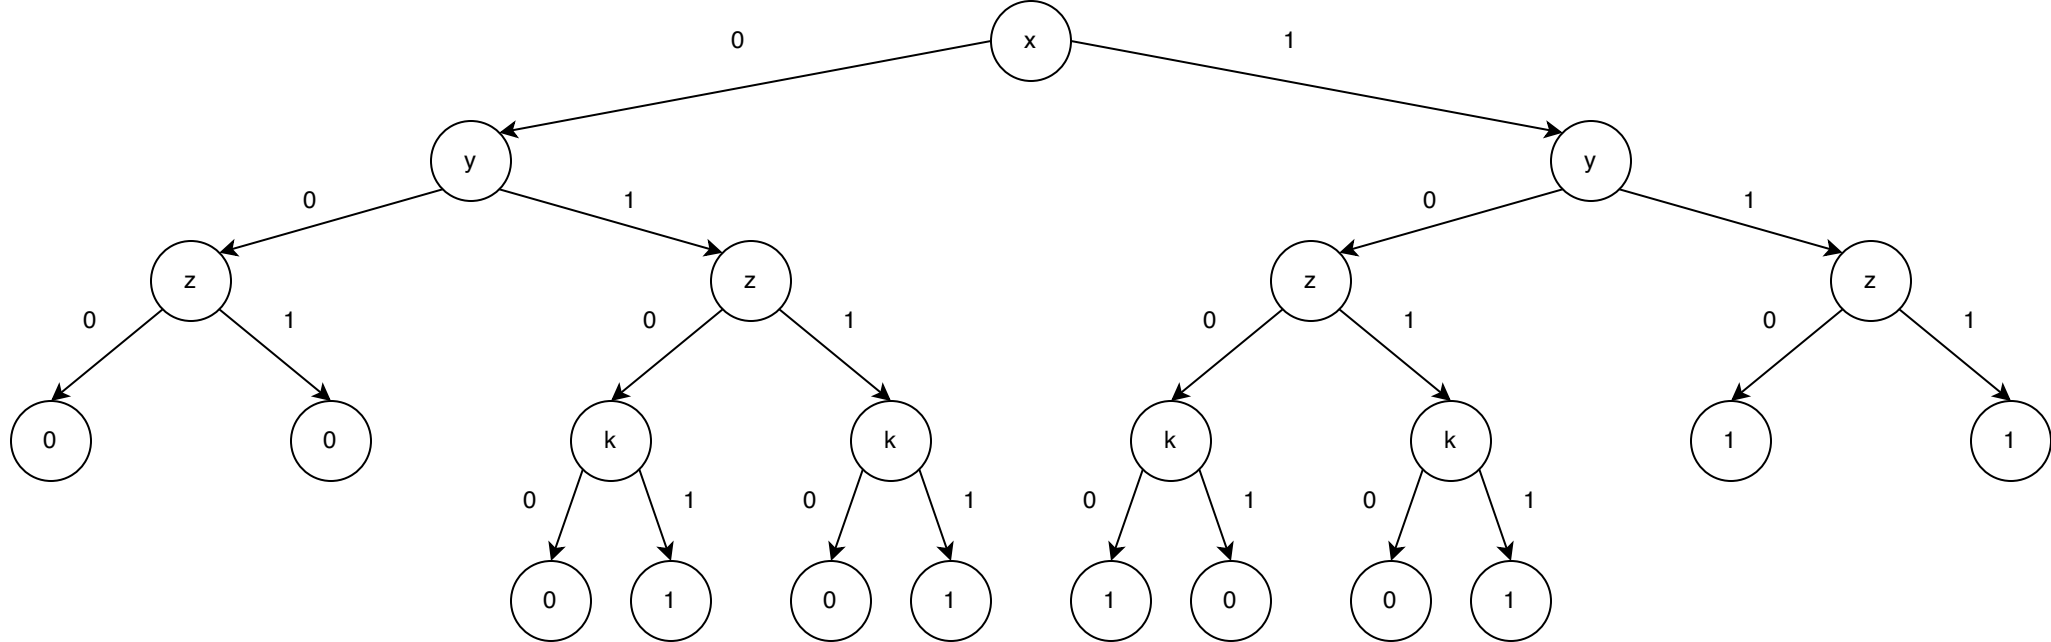 0 x 1
y y
0 1 0 1
z z z z
0 1 0 1 0 1 0 1
0 0 k k k k 1 1
0 1 0 1 0 1 0 1
0 1 0 1 1 0 0 1